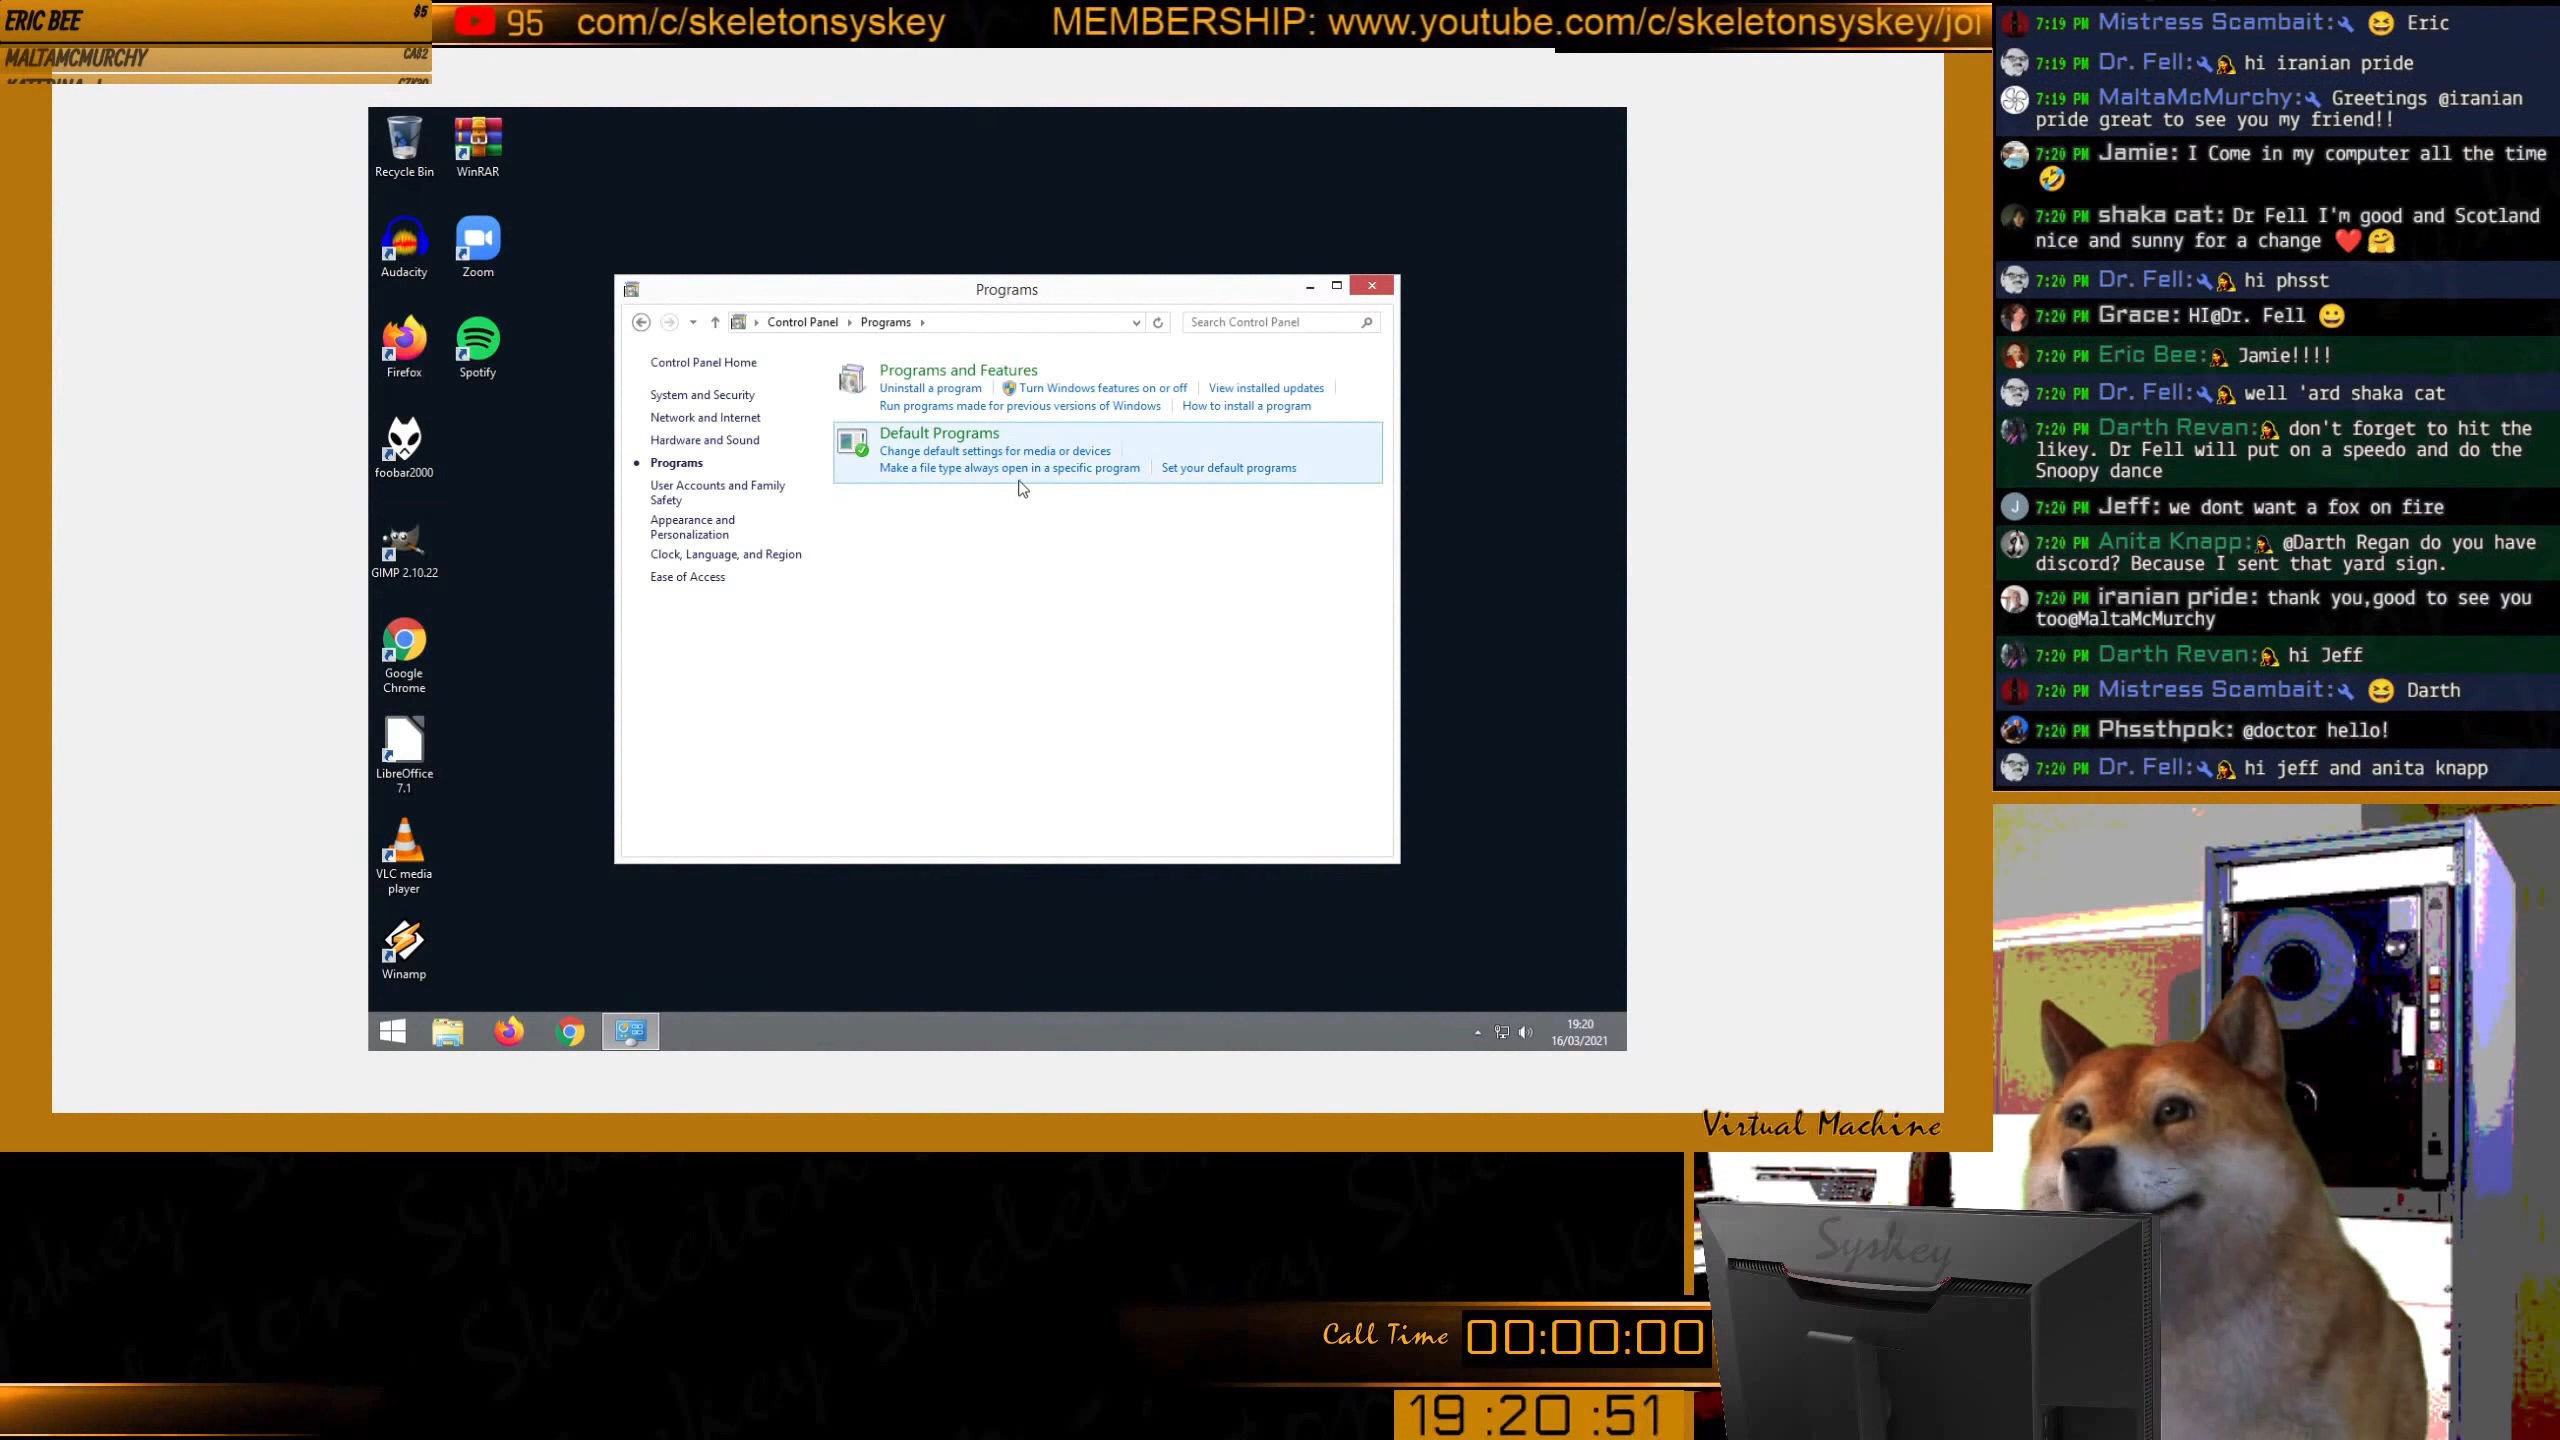 ERIC BEE $5
MALTAMCMURCHY CA$2
95 com/c/skeletonsyskey MEMBERSHIP: www.youtube.com/c/skeletonsyskey/joi
Recycle Bin
WinRAR
Audacity
Zoom
Firefox
Spotify
foobar2000
GIMP 2.10.22
Google
Chrome
LibreOffice
7.1
VLC media
player
Winamp
Programs
Control Panel Programs
Search Control Panel
Control Panel Home
System and Security
Network and Internet
Hardware and Sound
Programs
User Accounts and Family
Safety
Appearance and
Personalization
Clock, Language, and Region
Ease of Access
Programs and Features
Uninstall a program Turn Windows features on or off View installed updates
Run programs made for previous versions of Windows How to install a program
Default Programs
Change default settings for media or devices
Make a file type always open in a specific program Set your default programs
19:20
16/03/2021
Virtual Machine
7:19 PM Mistress Scambait: 😆 Eric
7:19 PM Dr. Fell: hi iranian pride
7:19 PM MaltaMcMurchy: Greetings @iranian
pride great to see you my friend!!
7:20 PM Jamie: I Come in my computer all the time
🤣
7:20 PM shaka cat: Dr Fell I'm good and Scotland
nice and sunny for a change ❤️🤗
7:20 PM Dr. Fell: hi phsst
7:20 PM Grace: HI@Dr. Fell 😀
7:20 PM Eric Bee: Jamie!!!!
7:20 PM Dr. Fell: well 'ard shaka cat
7:20 PM Darth Revan: don't forget to hit the
likey. Dr Fell will put on a speedo and do the
Snoopy dance
7:20 PM Jeff: we dont want a fox on fire
7:20 PM Anita Knapp: @Darth Regan do you have
discord? Because I sent that yard sign.
7:20 PM iranian pride: thank you,good to see you
too@MaltaMcMurchy
7:20 PM Darth Revan: hi Jeff
7:20 PM Mistress Scambait: 😆 Darth
7:20 PM Phssthpok: @doctor hello!
7:20 PM Dr. Fell: hi jeff and anita knapp
Syskey
Call Time 00:00:00
19:20:51